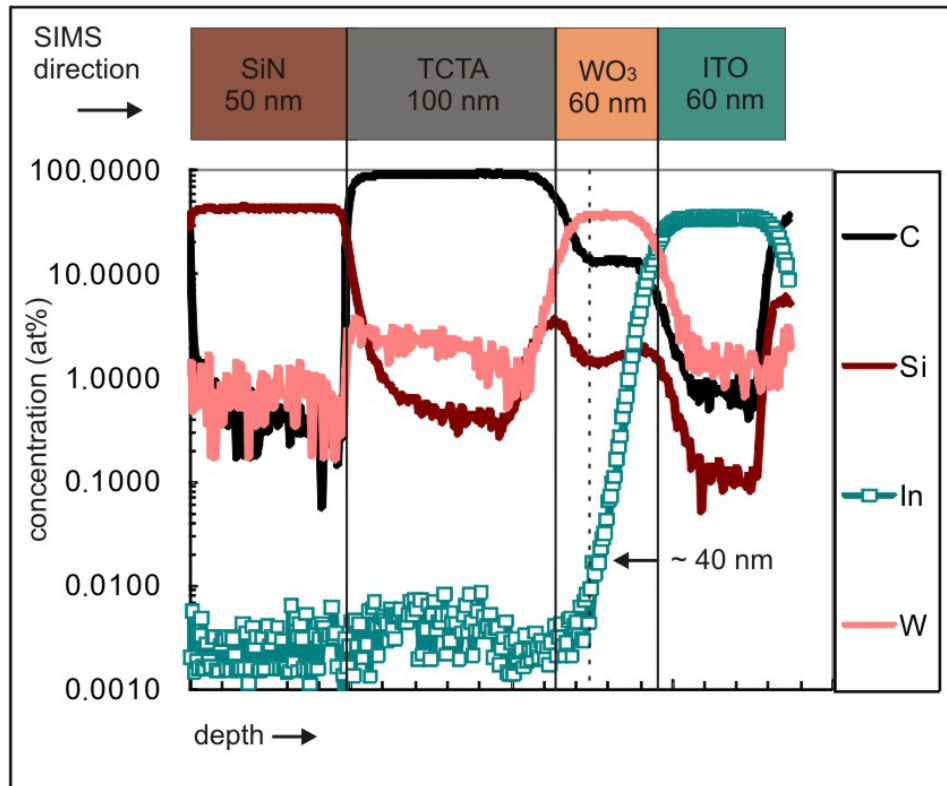 SIMS
direction
SiN
50 nm
TCTA
100 nm
WO₃
60 nm
ITO
60 nm
100.0000
10.0000
1.0000
0.1000
0.0100
0.0010
concentration (at%)
depth
~ 40 nm
C
Si
In
W